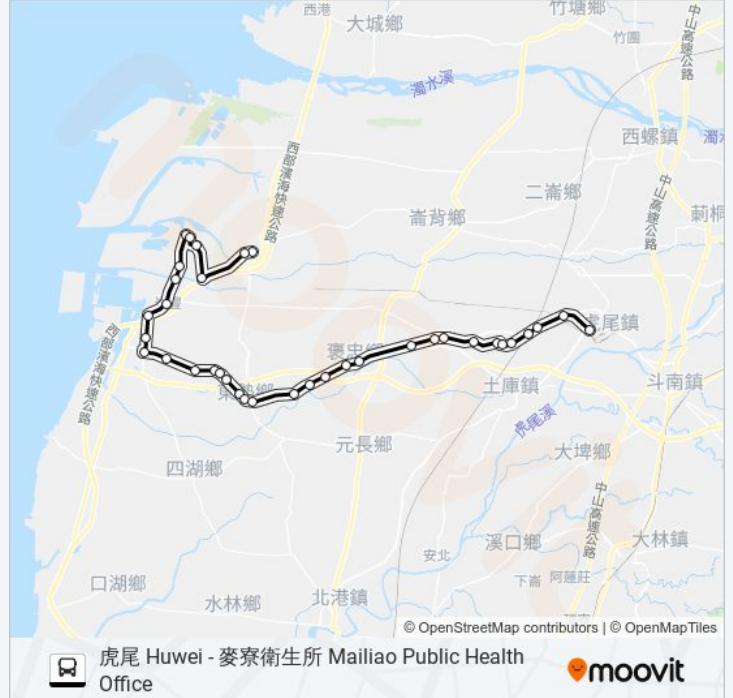 西港
大城鄉
竹塘鄉
中山高速公路
竹圍
濁水溪
西螺鎮
濁水
西部濱海快速公路
中山高速公路
二崙鄉
崙背鄉
莿桐
虎尾鎮
西部濱海快速公路
褒忠鄉
東勢鄉
土庫鎮
斗南鎮
虎尾溪
元長鄉
大埤鄉
四湖鄉
中山高速公路
溪口鄉
大林鎮
安北
下崙
阿蓮莊
口湖鄉
水林鄉
北港鎮
© OpenStreetMap contributors | © OpenMapTiles
虎尾 Huwei - 麥寮衛生所 Mailiao Public Health
Office
moovit